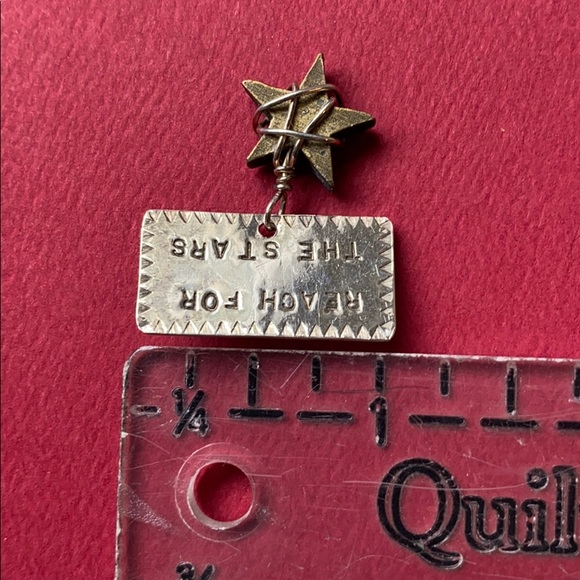 REACH FOR
THE STARS
1/4
1
Quil